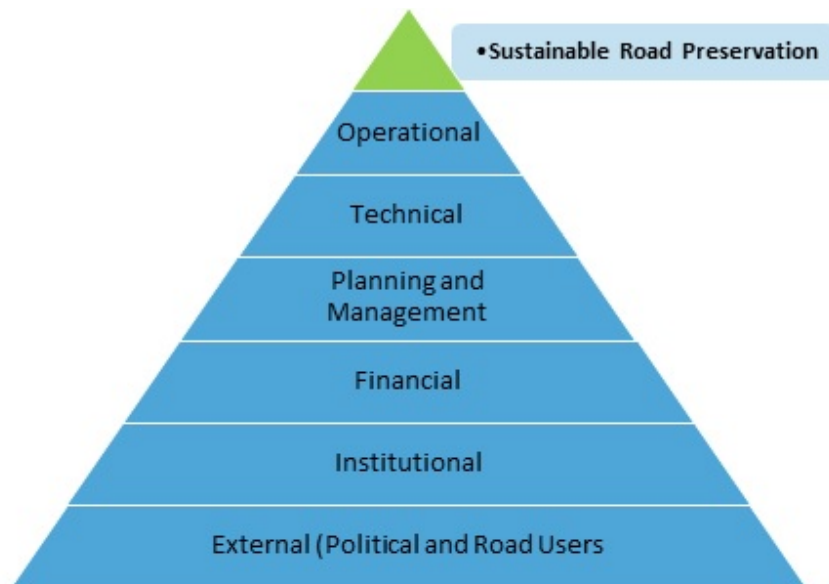 •Sustainable Road Preservation
Operational
Technical
Planning and
Management
Financial
Institutional
External (Political and Road Users